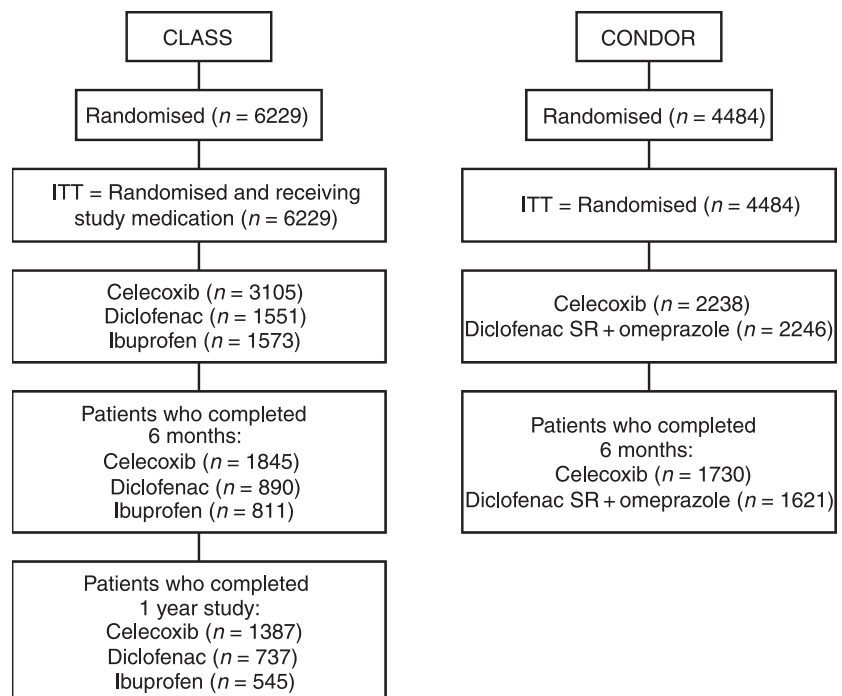 CLASS
Randomised (n = 6229)
ITT = Randomised and receiving
study medication (n = 6229)
Celecoxib (n = 3105)
Diclofenac (n = 1551)
Ibuprofen (n = 1573)
Patients who completed
6 months:
Celecoxib (n = 1845)
Diclofenac (n = 890)
Ibuprofen (n = 811)
Patients who completed
1 year study:
Celecoxib (n = 1387)
Diclofenac (n = 737)
Ibuprofen (n = 545)
CONDOR
Randomised (n = 4484)
ITT = Randomised (n = 4484)
Celecoxib (n = 2238)
Diclofenac SR + omeprazole (n = 2246)
Patients who completed
6 months:
Celecoxib (n = 1730)
Diclofenac SR + omeprazole (n = 1621)